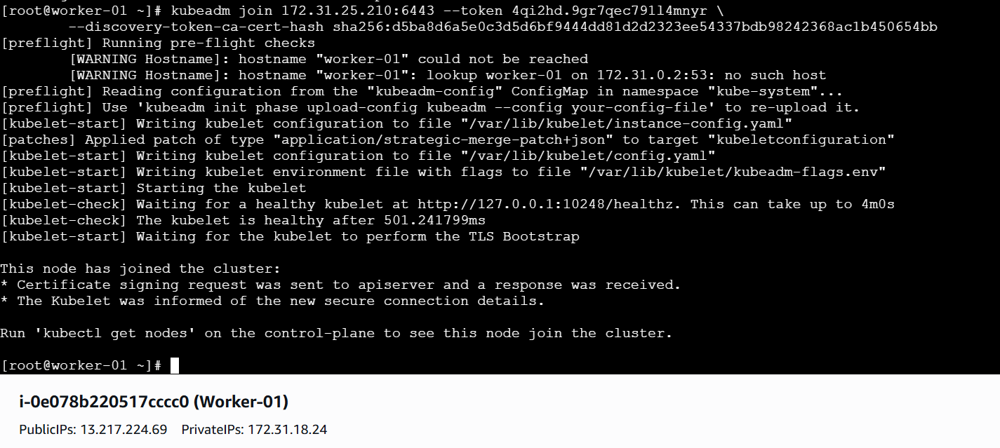 [root@worker-01 ~]# kubeadm join 172.31.25.210:6443 --token 4qi2hd.9gr7qec791l4mnyr \
        --discovery-token-ca-cert-hash sha256:d5ba8d6a5e0c3d5d6bf9444dd81d2d2323ee54337bdb98242368ac1b450654bb
[preflight] Running pre-flight checks
        [WARNING Hostname]: hostname "worker-01" could not be reached
        [WARNING Hostname]: hostname "worker-01": lookup worker-01 on 172.31.0.2:53: no such host
[preflight] Reading configuration from the "kubeadm-config" ConfigMap in namespace "kube-system"...
[preflight] Use 'kubeadm init phase upload-config kubeadm --config your-config-file' to re-upload it.
[kubelet-start] Writing kubelet configuration to file "/var/lib/kubelet/instance-config.yaml"
[patches] Applied patch of type "application/strategic-merge-patch+json" to target "kubeletconfiguration"
[kubelet-start] Writing kubelet configuration to file "/var/lib/kubelet/config.yaml"
[kubelet-start] Writing kubelet environment file with flags to file "/var/lib/kubelet/kubeadm-flags.env"
[kubelet-start] Starting the kubelet
[kubelet-check] Waiting for a healthy kubelet at http://127.0.0.1:10248/healthz. This can take up to 4m0s
[kubelet-check] The kubelet is healthy after 501.241799ms
[kubelet-start] Waiting for the kubelet to perform the TLS Bootstrap
This node has joined the cluster:
* Certificate signing request was sent to apiserver and a response was received.
* The Kubelet was informed of the new secure connection details.
Run 'kubectl get nodes' on the control-plane to see this node join the cluster.
[root@worker-01 ~]#
i-0e078b220517cccc0 (Worker-01)
PublicIPs: 13.217.224.69 PrivateIPs: 172.31.18.24